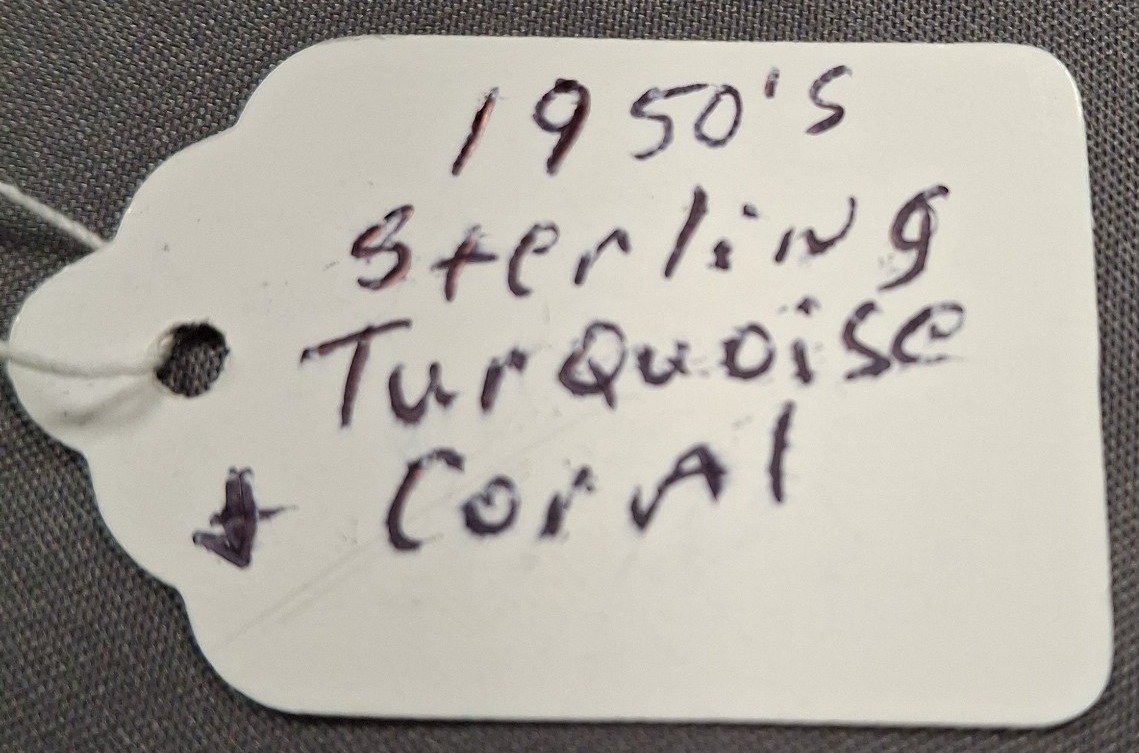 1950's
Sterling
Turquoise
+ Coral